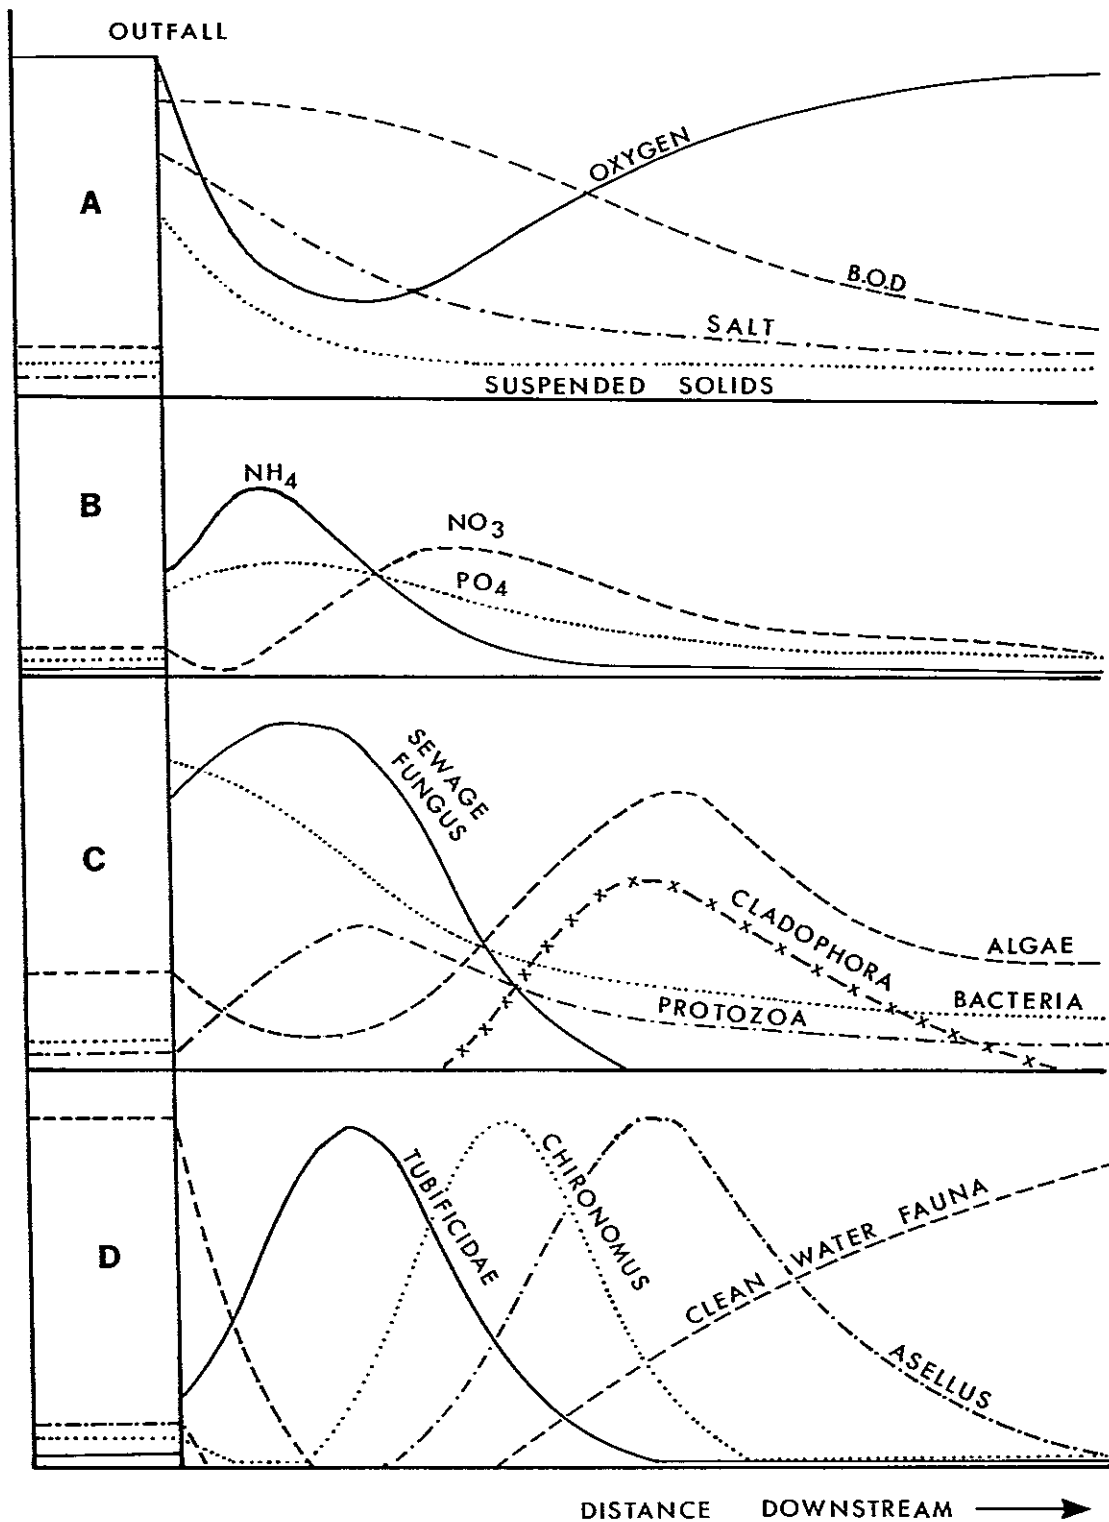 OUTFALL
A
OXYGEN
B.O.D
SALT
SUSPENDED SOLIDS
B
NH4
NO3
PO4
C
SEWAGE
FUNGUS
CLADOPHORA
ALGAE
BACTERIA
PROTOZOA
D
TUBIFICIDAE
CHIRONOMUS
CLEAN WATER FAUNA
ASELLUS
DISTANCE DOWNSTREAM